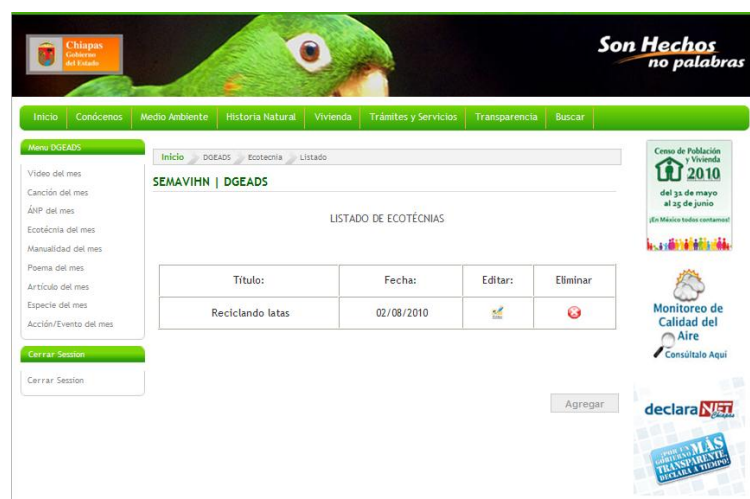 Chiapas
Gobierno
del Estado
Son Hechos
no palabras
Inicio Conócenos Medio Ambiente Historia Natural Vivienda Trámites y Servicios Transparencia Buscar
Menu DGEADS
Video del mes
Canción del mes
ÁNP del mes
Ecotécnia del mes
Manualidad del mes
Poema del mes
Artículo del mes
Especie del mes
Acción/Evento del mes
Cerrar Session
Cerrar Session
Inicio DGEADS Ecotecnia Listado
SEMAVIHN | DGEADS
LISTADO DE ECOTÉCNIAS
Título: Fecha: Editar: Eliminar
Reciclando latas 02/08/2010
Agregar
Censo de Población
y Vivienda
2010
del 31 de mayo
al 25 de junio
¡En México todos contamos!
Monitoreo de
Calidad del
Aire
Consúltalo Aquí
declaraNET
Chiapas
POR UN MÁS
GOBIERNO
TRANSPARENTE,
DECLARA A TIEMPO!